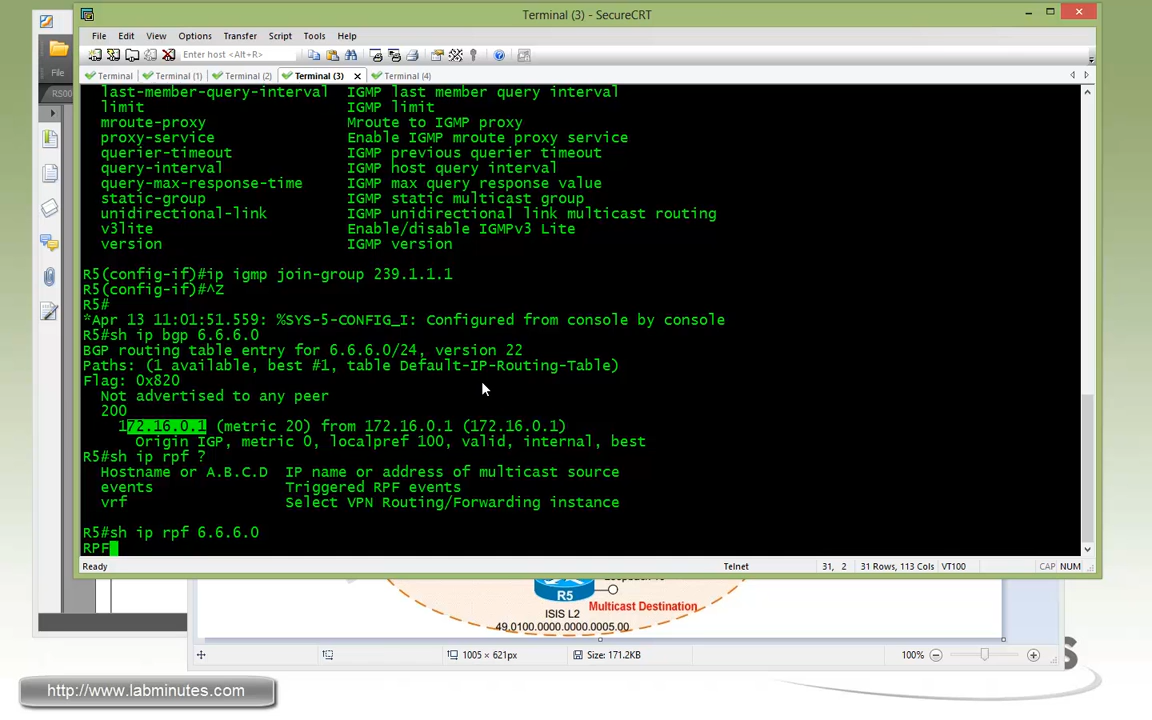 Terminal (3) - SecureCRT
File Edit View Options Transfer Script Tools Help
Enter host <Alt+R>
File
Terminal Terminal (1) Terminal (2) Terminal (3) Terminal (4)
RS00
last-member-query-interval IGMP last member query interval
limit IGMP limit
mroute-proxy Mroute to IGMP proxy
proxy-service Enable IGMP mroute proxy service
querier-timeout IGMP previous querier timeout
query-interval IGMP host query interval
query-max-response-time IGMP max query response value
static-group IGMP static multicast group
unidirectional-link IGMP unidirectional link multicast routing
v3lite Enable/disable IGMPv3 Lite
version IGMP version
R5(config-if)#ip igmp join-group 239.1.1.1
R5(config-if)#^Z
R5#
*Apr 13 11:01:51.559: %SYS-5-CONFIG_I: Configured from console by console
R5#sh ip bgp 6.6.6.0
BGP routing table entry for 6.6.6.0/24, version 22
Paths: (1 available, best #1, table Default-IP-Routing-Table)
Flag: 0x820
Not advertised to any peer
200
172.16.0.1 (metric 20) from 172.16.0.1 (172.16.0.1)
Origin IGP, metric 0, localpref 100, valid, internal, best
R5#sh ip rpf ?
Hostname or A.B.C.D IP name or address of multicast source
events Triggered RPF events
vrf Select VPN Routing/Forwarding instance
R5#sh ip rpf 6.6.6.0
RPF
Ready Telnet 31, 2 31 Rows, 113 Cols VT100 CAP NUM
R5
Multicast Destination
ISIS L2
49.0100.0000.0000.0005.00
1005 × 621px Size: 171.2KB 100%
http://www.labminutes.com